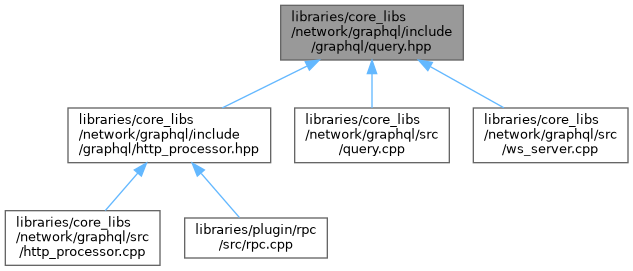 libraries/core_libs
/network/graphql/include
/graphql/query.hpp
libraries/core_libs
/network/graphql/include
/graphql/http_processor.hpp
libraries/core_libs
/network/graphql/src
/query.cpp
libraries/core_libs
/network/graphql/src
/ws_server.cpp
libraries/core_libs
/network/graphql/src
/http_processor.cpp
libraries/plugin/rpc
/src/rpc.cpp